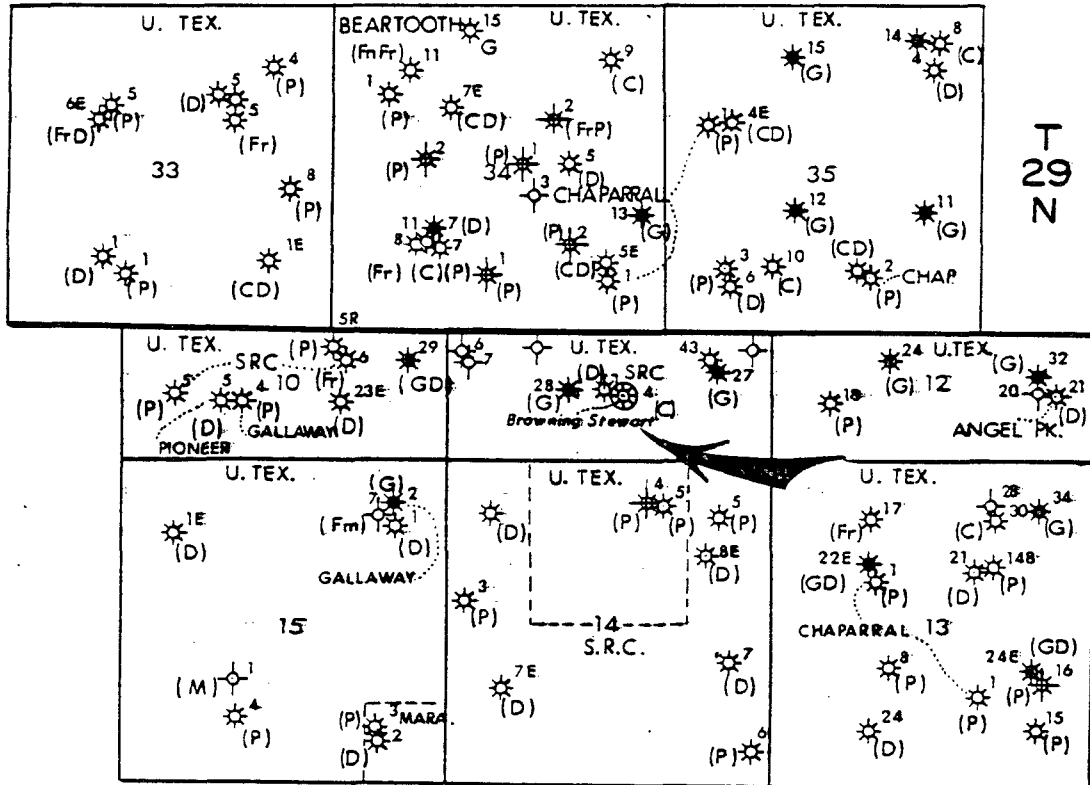 U. TEX.
4
(P)
5
(D)
5
(Fr)
6E
5
(P)
(FrD)
33
8
(P)
1
(D)
1
(P)
1E
(CD)
U. TEX.
BEARTOOTH
15
G
(FnFr)
11
9
(C)
1
(P)
7E
(CD)
2
(FrP)
2
(P)
(P)
1
34
5
(D)
3
CHAPARRAL
13
(G)
11
7
(D)
8
7
(Fr)
(C)
(P)
(P)
2
(CD)
5E
1
(P)
1
(P)
5R
U. TEX.
15
(G)
14
8
(C)
4
(D)
1
4E
(P)
(CD)
35
12
(G)
11
(G)
3
(P)
6
(D)
10
(C)
(CD)
2
(P)
CHAP.
T
29
N
U. TEX.
SRC
(P)
6
(Fr)
29
(GD)
5
(P)
5
4
10
(P)
(D)
GALLAWAY
23E
(D)
PIONEER
U. TEX.
6
7
SRC
(D)
28
(G)
4
(C)
Browning Stewart
43
27
(G)
U.TEX.
24
(G)
(G)
32
18
(P)
12
20
21
(D)
ANGEL PK.
U. TEX.
(G)
7
2
(Fm)
1
(D)
1E
(D)
GALLAWAY
15
1
(M)
4
(P)
(P)
3
MARA.
2
(D)
U. TEX.
4
(P)
5
(P)
5
(P)
(D)
8E
(D)
3
(P)
14
S.R.C.
7
(D)
7E
(D)
6
(P)
U. TEX.
17
(Fr)
28
(C)
30
34
(G)
22E
(GD)
1
(P)
21
(D)
14B
(P)
CHAPARRAL
13
(GD)
8
(P)
24E
16
(P)
1
(P)
24
(D)
15
(P)